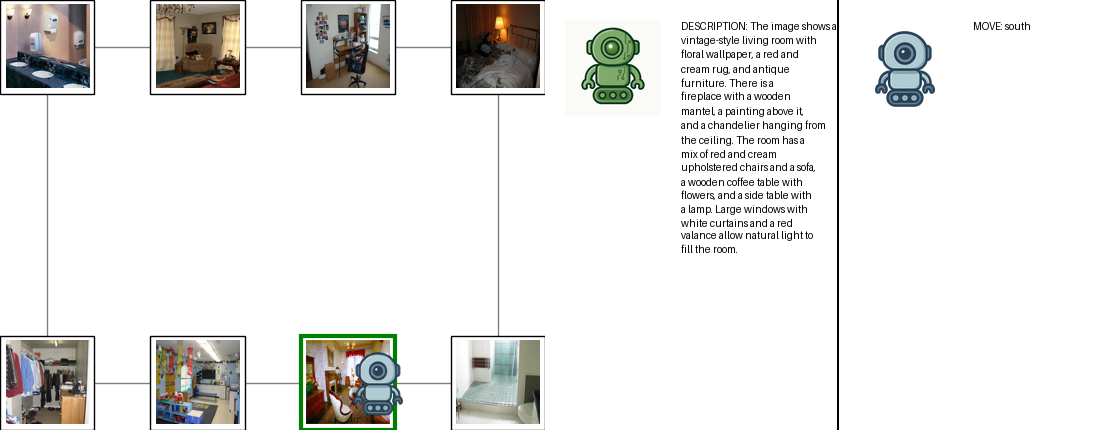 DESCRIPTION: The image shows a
vintage-style living room with
floral wallpaper, a red and
cream rug, and antique
furniture. There is a
fireplace with a wooden
mantel, a painting above it,
and a chandelier hanging from
the ceiling. The room has a
mix of red and cream
upholstered chairs and a sofa,
a wooden coffee table with
flowers, and a side table with
a lamp. Large windows with
white curtains and a red
valance allow natural light to
fill the room.
MOVE: south